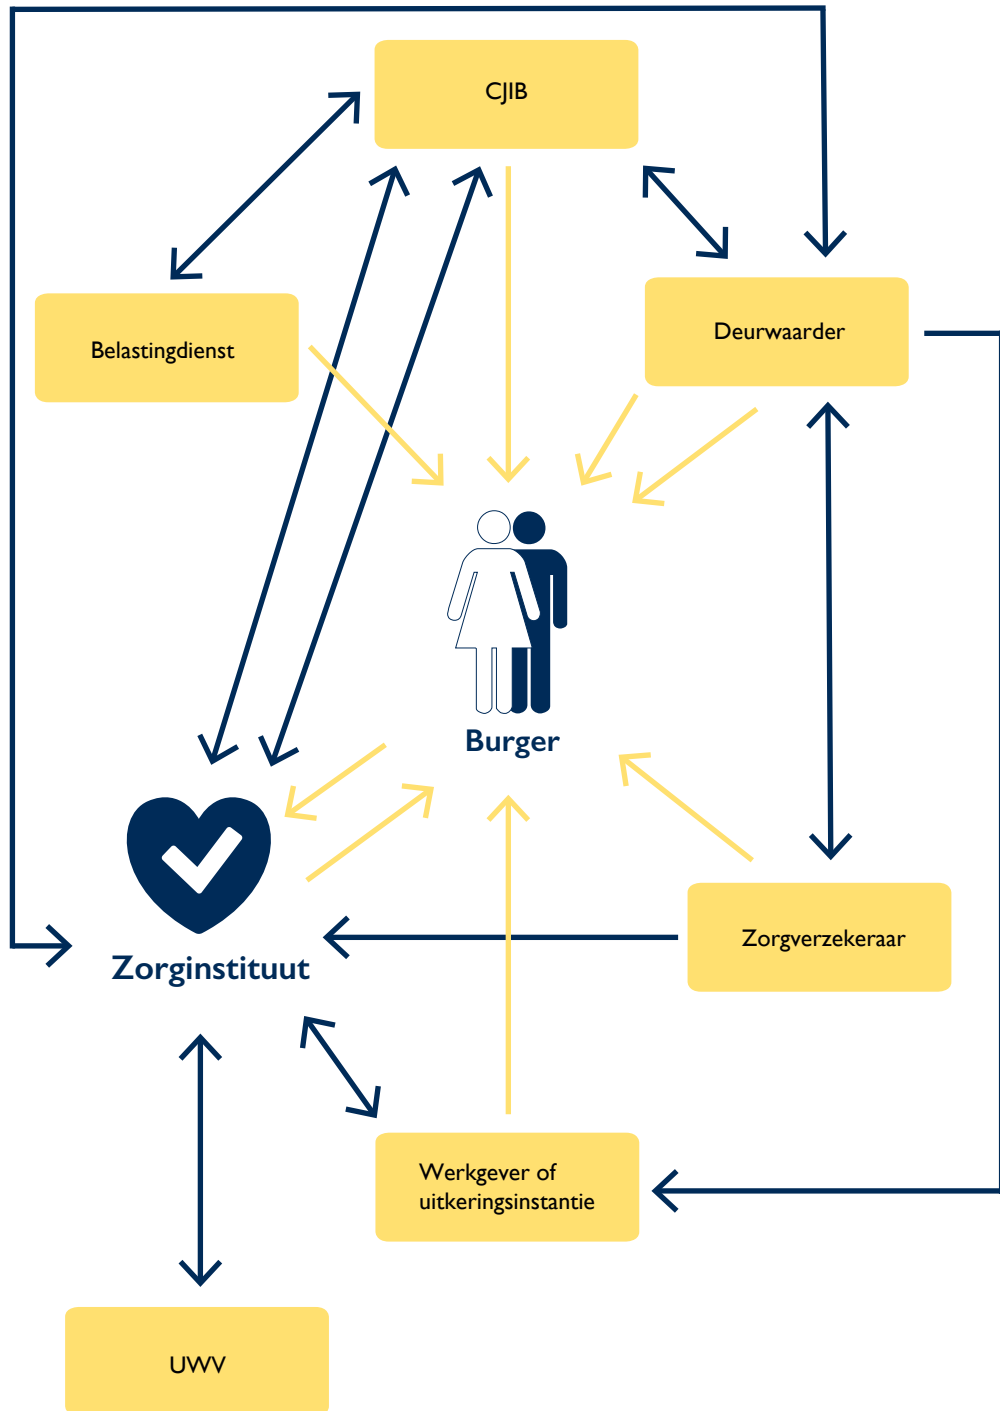 CJIB
Belastingdienst
Deurwaarder
Burger
Zorgverzekeraar
Zorginstituut
Werkgever of
uitkeringsinstantie
UWV